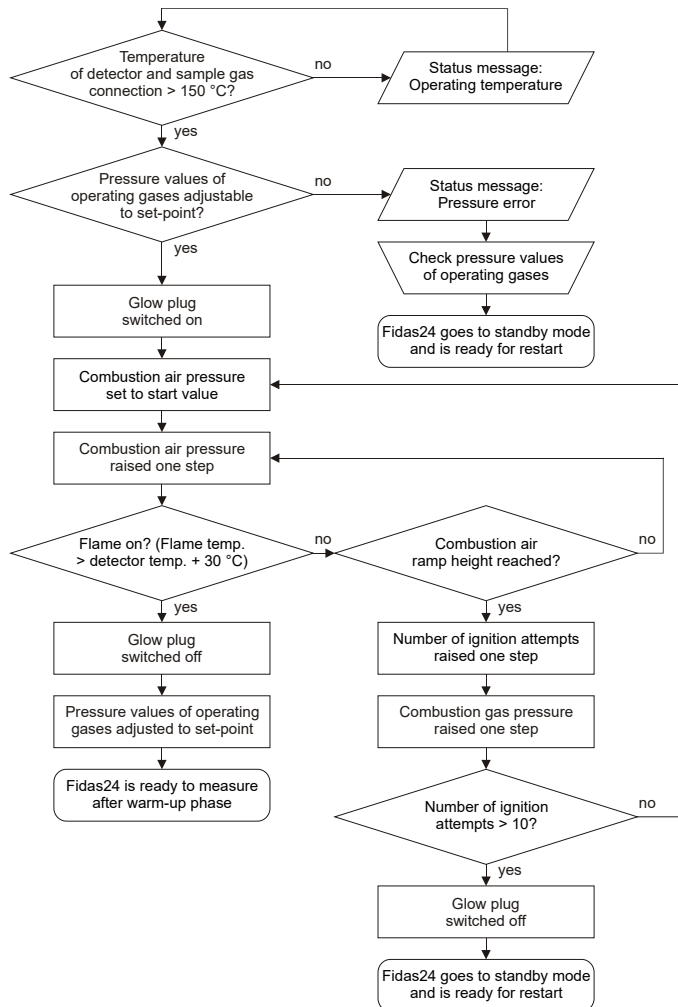 Temperature
of detector and sample gas
connection > 150 °C?
no
Status message:
Operating temperature
yes
Pressure values of
operating gases adjustable
to set-point?
no
Status message:
Pressure error
yes
Check pressure values
of operating gases
Glow plug
switched on
Fidas24 goes to standby mode
and is ready for restart
Combustion air pressure
set to start value
Combustion air pressure
raised one step
Flame on? (Flame temp.
> detector temp. + 30 °C)
no
Combustion air
ramp height reached?
no
yes
yes
Glow plug
switched off
Number of ignition attempts
raised one step
Pressure values of operating
gases adjusted to set-point
Combustion gas pressure
raised one step
Fidas24 is ready to measure
after warm-up phase
Number of ignition
attempts > 10?
no
yes
Glow plug
switched off
Fidas24 goes to standby mode
and is ready for restart